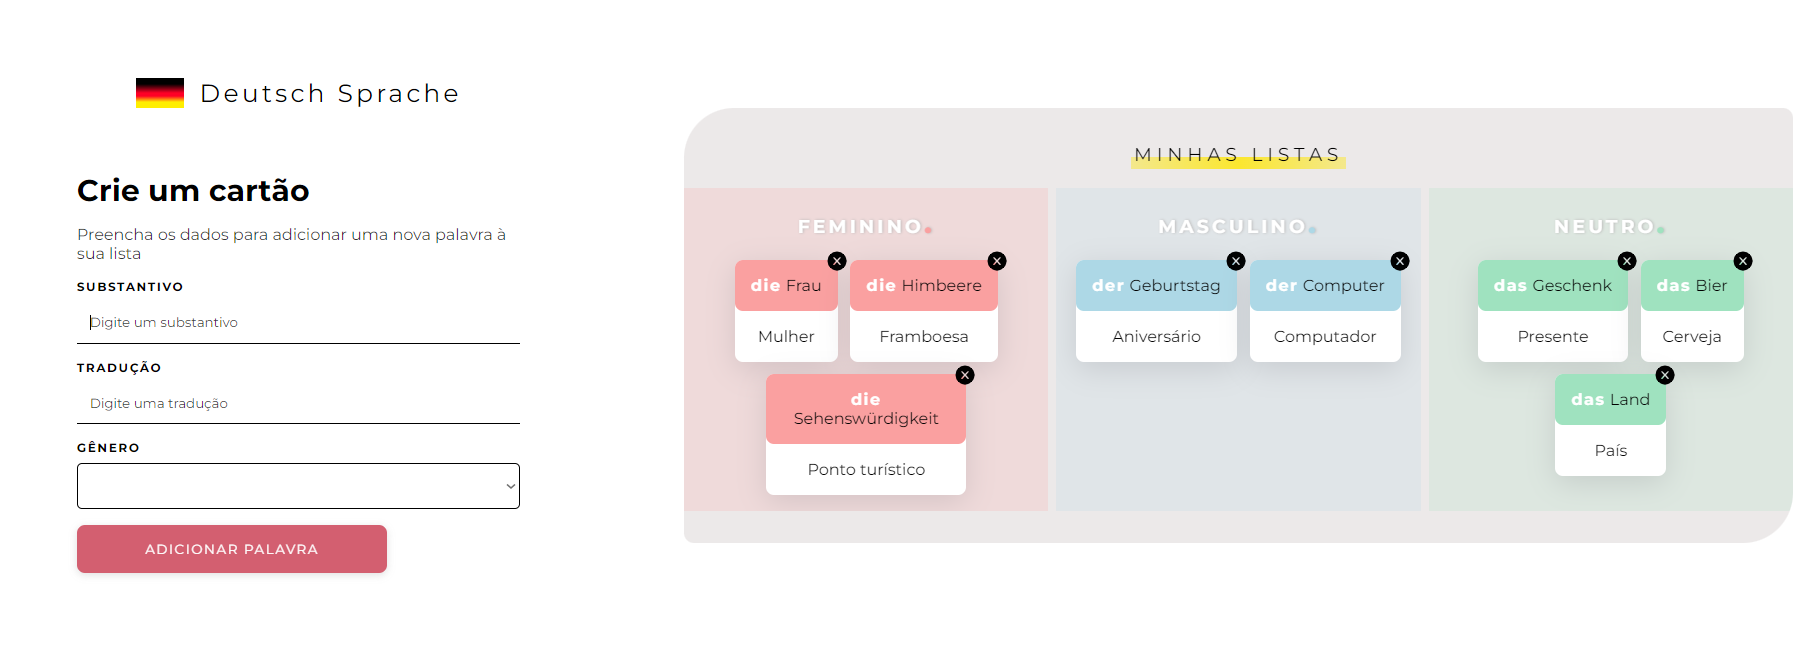 Deutsch Sprache
Crie um cartão
Preencha os dados para adicionar uma nova palavra à
sua lista
SUBSTANTIVO
Digite um substantivo
TRADUÇÃO
Digite uma tradução
GÊNERO
ADICIONAR PALAVRA
MINHAS LISTAS
FEMININO
die Frau
Mulher
die Himbeere
Framboesa
die
Sehenswürdigkeit
Ponto turístico
MASCULINO
der Geburtstag
Aniversário
der Computer
Computador
NEUTRO
das Geschenk
Presente
das Bier
Cerveja
das Land
País